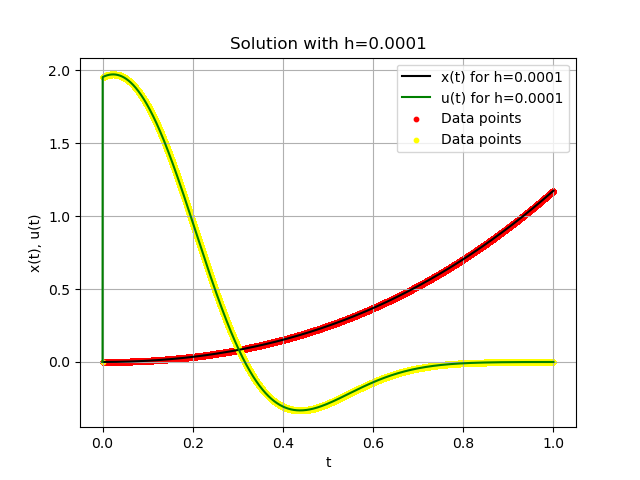 Solution with h=0.0001
x(t) for h=0.0001
u(t) for h=0.0001
Data points
Data points
x(t), u(t)
2.0
1.5
1.0
0.5
0.0
0.0 0.2 0.4 0.6 0.8 1.0
t